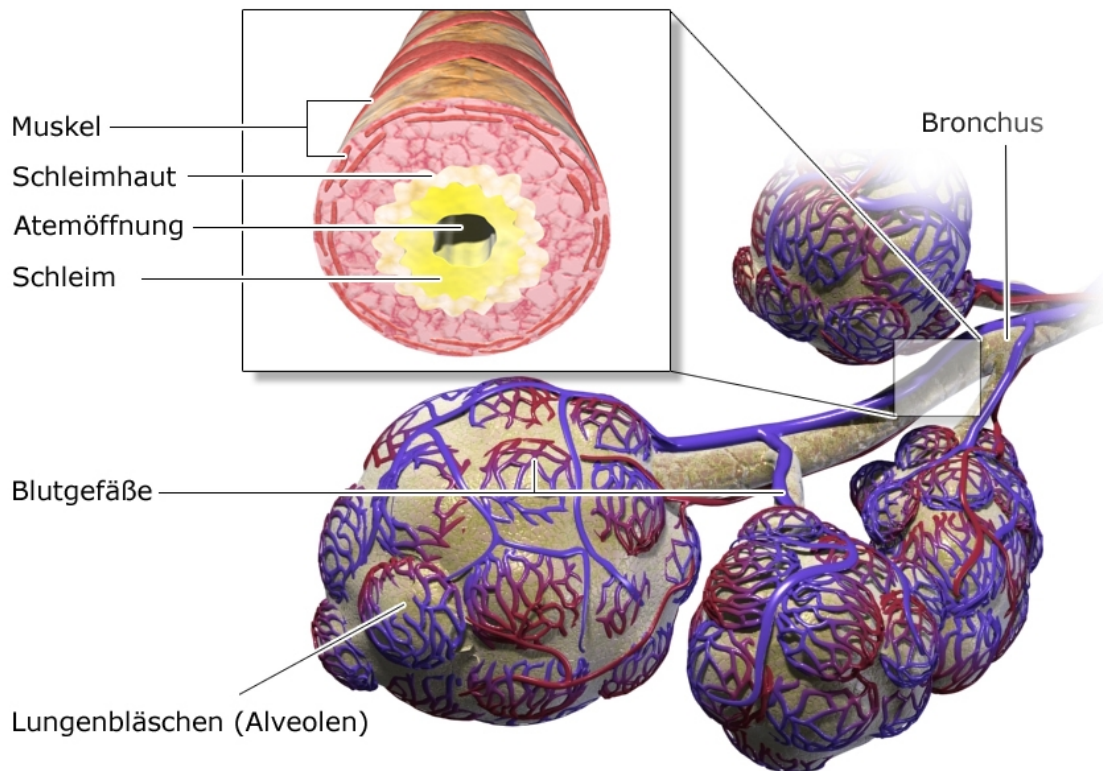 Muskel
Schleimhaut
Atemöffnung
Schleim
Bronchus
Blutgefäße
Lungenbläschen (Alveolen)